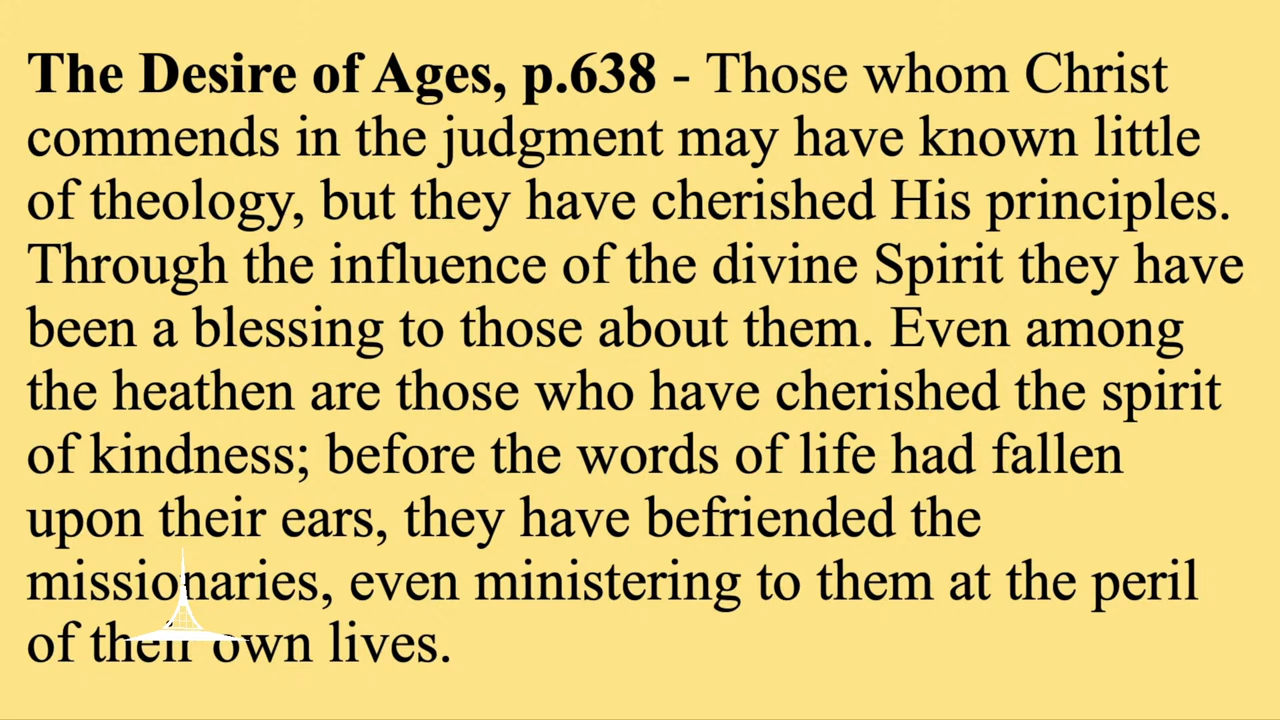 The Desire of Ages, p.638 - Those whom Christ
commends in the judgment may have known little
of theology, but they have cherished His principles.
Through the influence of the divine Spirit they have
been a blessing to those about them. Even among
the heathen are those who have cherished the spirit
of kindness; before the words of life had fallen
upon their ears, they have befriended the
missionaries, even ministering to them at the peril
of their own lives.